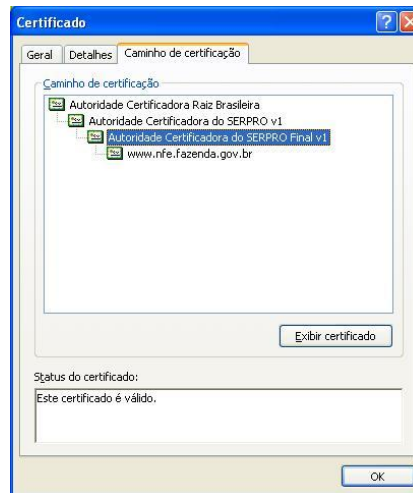 Certificado
Geral Detalhes Caminho de certificação
Caminho de certificação
Autoridade Certificadora Raiz Brasileira
Autoridade Certificadora do SERPRO v1
Autoridade Certificadora do SERPRO Final v1
www.nfe.fazenda.gov.br
Exibir certificado
Status do certificado:
Este certificado é válido.
OK